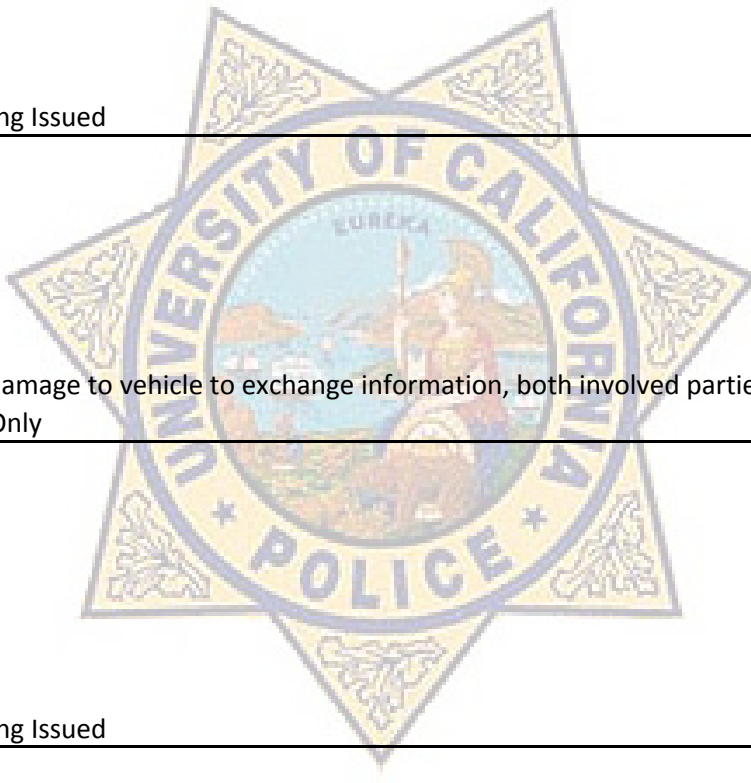 ng Issued
UNIVERSITY OF CALIFORNIA
EUREKA
amage to vehicle to exchange information, both involved partie
Only
POLICE
ng Issued